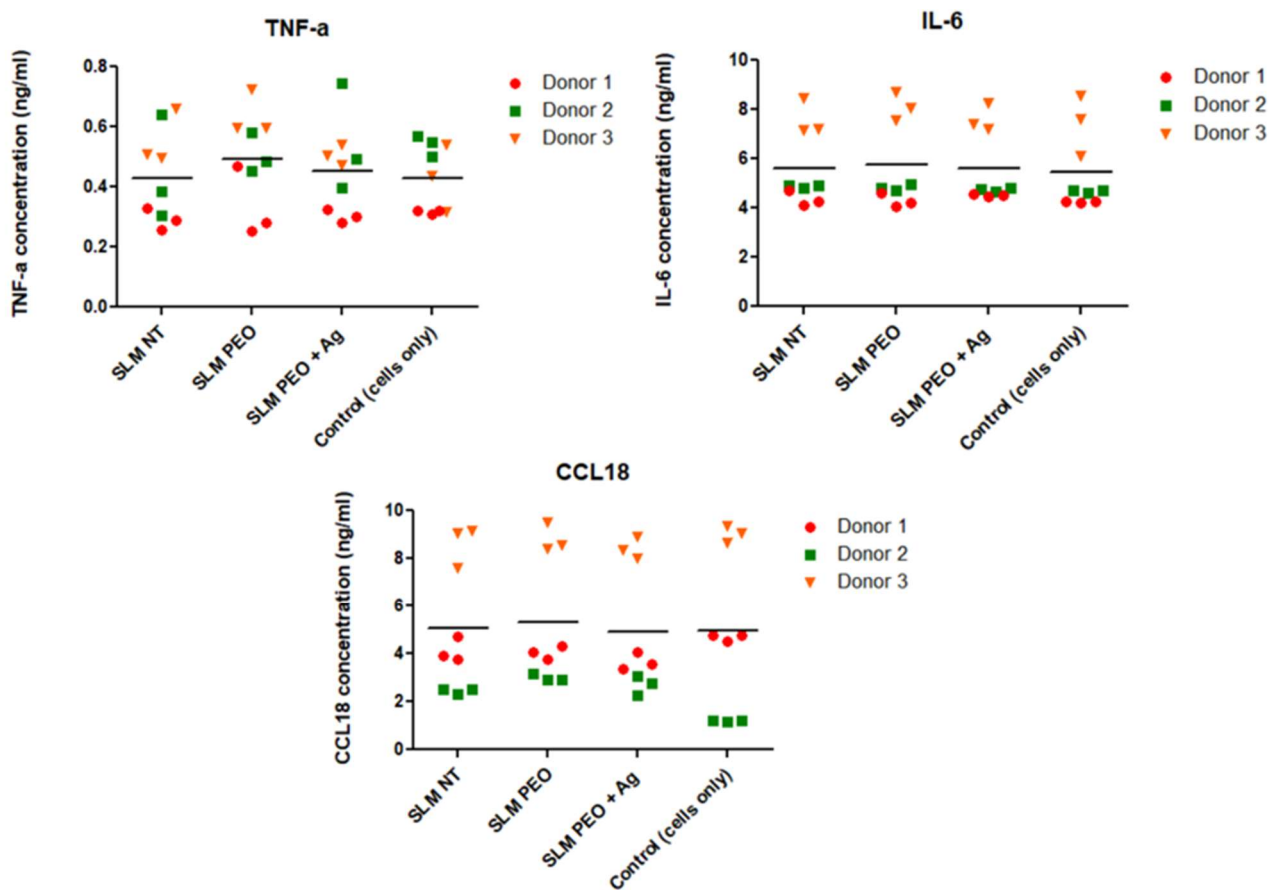 TNF-a
TNF-a concentration (ng/ml)
0.8
0.6
0.4
0.2
0.0
SLM NT
SLM PEO
SLM PEO + Ag
Control (cells only)
Donor 1
Donor 2
Donor 3
IL-6
IL-6 concentration (ng/ml)
10
8
6
4
2
0
SLM NT
SLM PEO
SLM PEO + Ag
Control (cells only)
Donor 1
Donor 2
Donor 3
CCL18
CCL18 concentration (ng/ml)
10
8
6
4
2
0
SLM NT
SLM PEO
SLM PEO + Ag
Control (cells only)
Donor 1
Donor 2
Donor 3